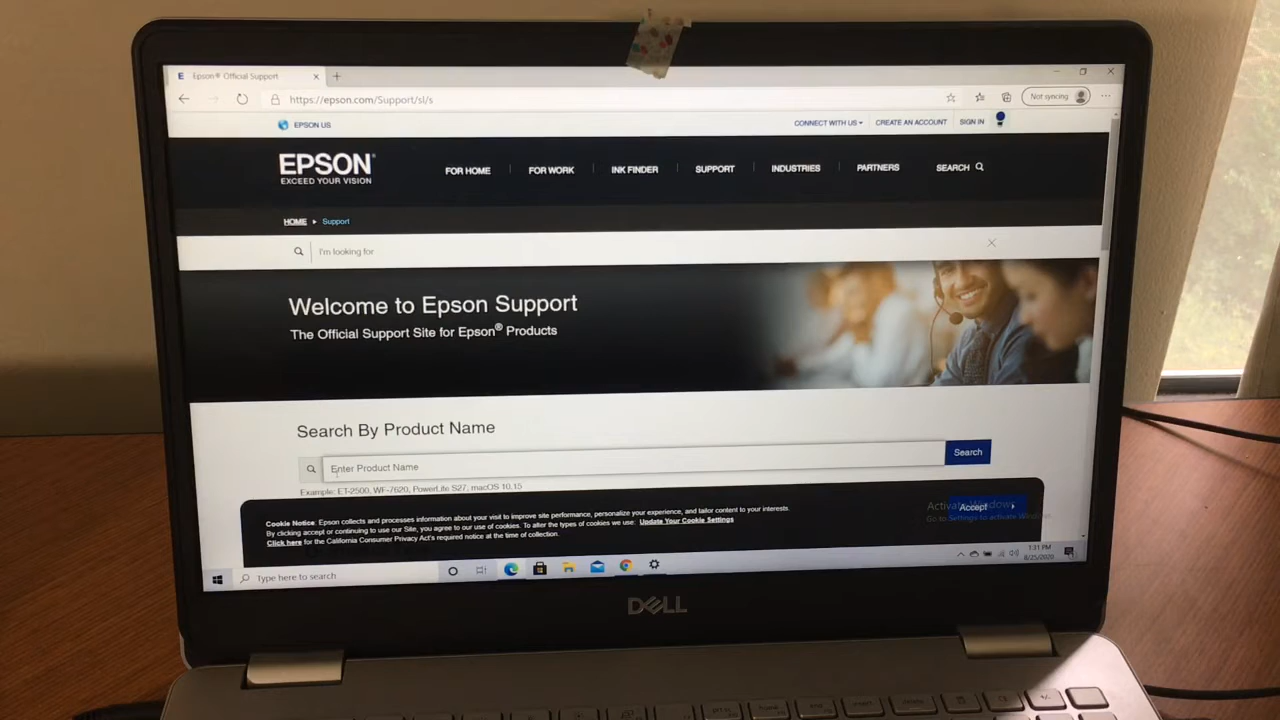 E Epson® Official Support
https://epson.com/Support/sl/s
Not syncing
EPSON US
CONNECT WITH US
CREATE AN ACCOUNT
SIGN IN
EPSON®
EXCEED YOUR VISION
FOR HOME
FOR WORK
INK FINDER
SUPPORT
INDUSTRIES
PARTNERS
SEARCH
HOME
Support
I'm looking for
Welcome to Epson Support
The Official Support Site for Epson® Products
Search By Product Name
Enter Product Name
Search
Example: ET-2500, WF-7620, PowerLite S27, macOS 10.15
Cookie Notice: Epson collects and processes information about your visit to improve site performance, personalize your experience, and tailor content to your interests.
By clicking accept or continuing to use our Site, you agree to our use of cookies. To alter the types of cookies we use: Update Your Cookie Settings
Click here for the California Consumer Privacy Act's required notice at the time of collection.
Accept
Activate Windows
Go to Settings to activate Windows.
Type here to search
1:31 PM
8/25/2020
DELL